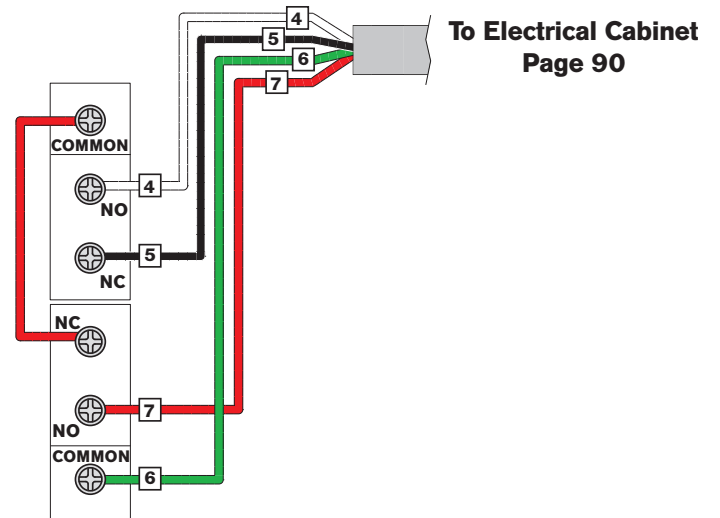 4
To Electrical Cabinet
Page 90
5
6
7
COMMON
4
NO
5
NC
NC
7
NO
COMMON
6